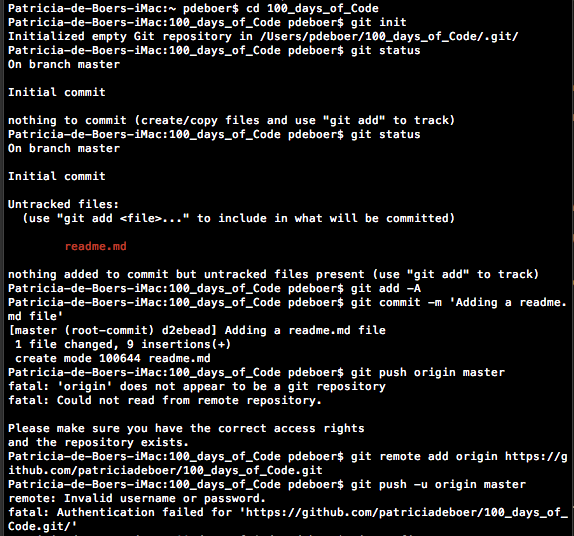 Patricia-de-Boers-iMac:~ pdeboer$ cd 100_days_of_Code
Patricia-de-Boers-iMac:100_days_of_Code pdeboer$ git init
Initialized empty Git repository in /Users/pdeboer/100_days_of_Code/.git/
Patricia-de-Boers-iMac:100_days_of_Code pdeboer$ git status
On branch master
Initial commit
nothing to commit (create/copy files and use "git add" to track)
Patricia-de-Boers-iMac:100_days_of_Code pdeboer$ git status
On branch master
Initial commit
Untracked files:
(use "git add <file>..." to include in what will be committed)
readme.md
nothing added to commit but untracked files present (use "git add" to track)
Patricia-de-Boers-iMac:100_days_of_Code pdeboer$ git add -A
Patricia-de-Boers-iMac:100_days_of_Code pdeboer$ git commit -m 'Adding a readme.
md file'
[master (root-commit) d2ebead] Adding a readme.md file
1 file changed, 9 insertions(+)
create mode 100644 readme.md
Patricia-de-Boers-iMac:100_days_of_Code pdeboer$ git push origin master
fatal: 'origin' does not appear to be a git repository
fatal: Could not read from remote repository.
Please make sure you have the correct access rights
and the repository exists.
Patricia-de-Boers-iMac:100_days_of_Code pdeboer$ git remote add origin https://g
ithub.com/patriciadeboer/100_days_of_Code.git
Patricia-de-Boers-iMac:100_days_of_Code pdeboer$ git push -u origin master
remote: Invalid username or password.
fatal: Authentication failed for 'https://github.com/patriciadeboer/100_days_of_
Code.git/'